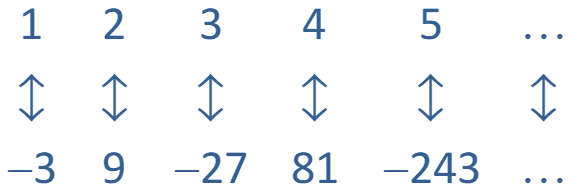 1 2 3 4 5 …
↕ ↕ ↕ ↕ ↕ ↕
−3 9 −27 81 −243 …